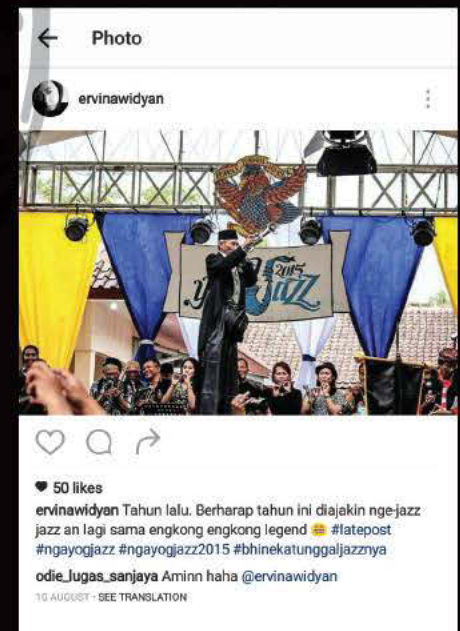 Photo
ervinawidyan
2015
Jazz
50 likes
ervinawidyan Tahun lalu. Berharap tahun ini diajakin nge-jazz
jazz an lagi sama engkong engkong legend 😄 #latepost
#ngayogjazz #ngayogjazz2015 #bhinekatunggaljazznya
odie_lugas_sanjaya Aminn haha @ervinawidyan
AUGUST · SEE TRANSLATION